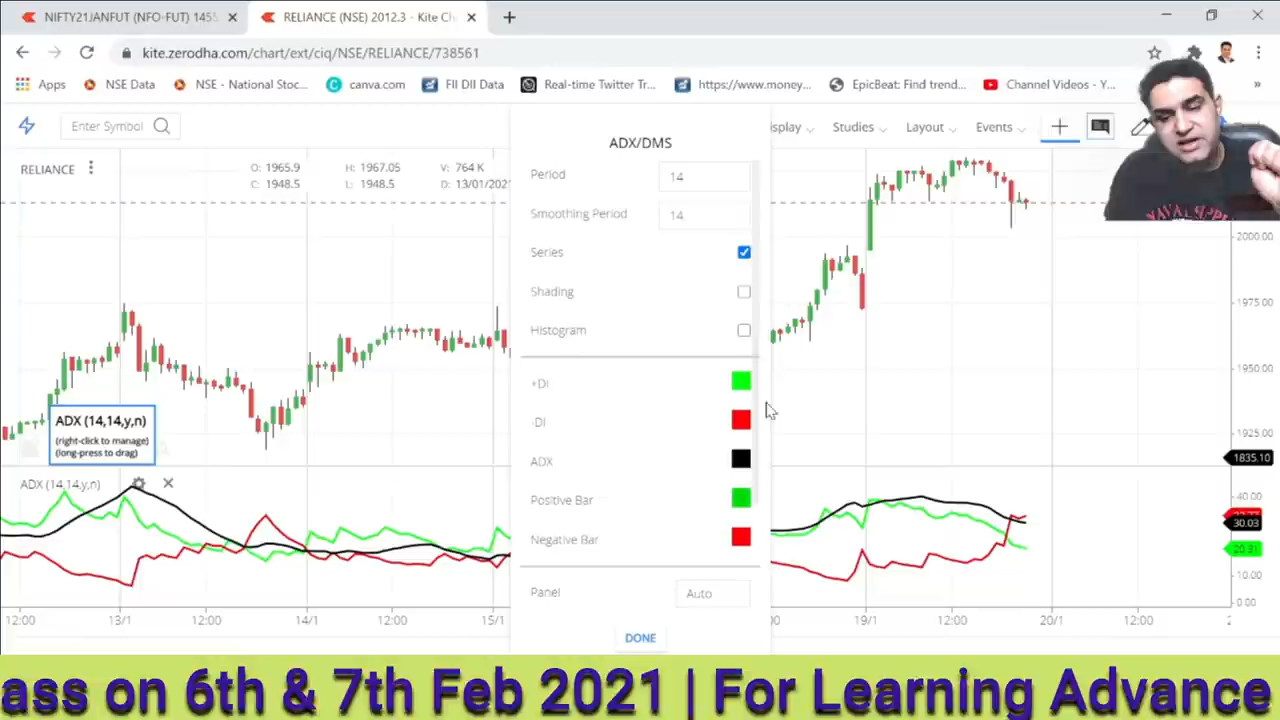 NIFTY21JANFUT (NFO-FUT) 1455
RELIANCE (NSE) 2012.3 - Kite Ch
kite.zerodha.com/chart/ext/ciq/NSE/RELIANCE/738561
Apps
NSE Data
NSE - National Stoc...
canva.com
FII DII Data
Real-time Twitter Tr...
https://www.money...
EpicBeat: Find trend...
Channel Videos - Y...
Enter Symbol
isplay
Studies
Layout
Events
RELIANCE
O: 1965.9
H: 1967.05
V: 764 K
C: 1948.5
L: 1948.5
D: 13/01/2021
ADX/DMS
Period
14
Smoothing Period
14
Series
Shading
Histogram
+DI
-DI
ADX
Positive Bar
Negative Bar
Panel
Auto
DONE
2000.00
1975.00
1950.00
1925.00
1835.10
ADX (14,14,y,n)
(right-click to manage)
(long-press to drag)
ADX (14,14,y,n)
40.00
30.03
20.31
10.00
0.00
12:00
13/1
12:00
14/1
12:00
15/1
19/1
12:00
20/1
12:00
ass on 6th & 7th Feb 2021 | For Learning Advance